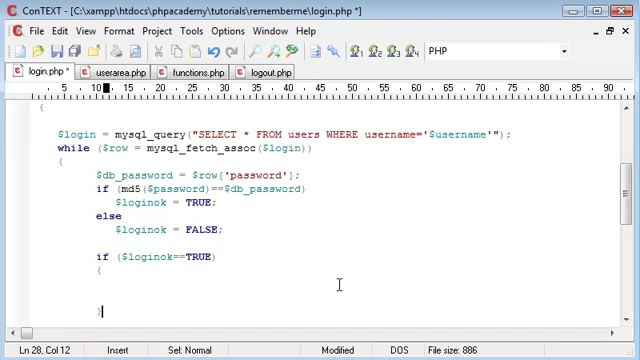 ConTEXT - [C:\xampp\htdocs\phpacademy\tutorials\rememberme\login.php *]
File Edit View Format Project Tools Options Window Help
PHP
login.php * userarea.php functions.php logout.php
5 10 15 20 25 30 35 40 45 50 55 60 65 70 75 80 85 90
{
$login = mysql_query("SELECT * FROM users WHERE username='$username'");
while ($row = mysql_fetch_assoc($login))
{
$db_password = $row['password'];
if (md5($password)==$db_password)
$loginok = TRUE;
else
$loginok = FALSE;
if ($loginok==TRUE)
{
}
Ln 28, Col 12 Insert Sel: Normal Modified DOS File size: 886